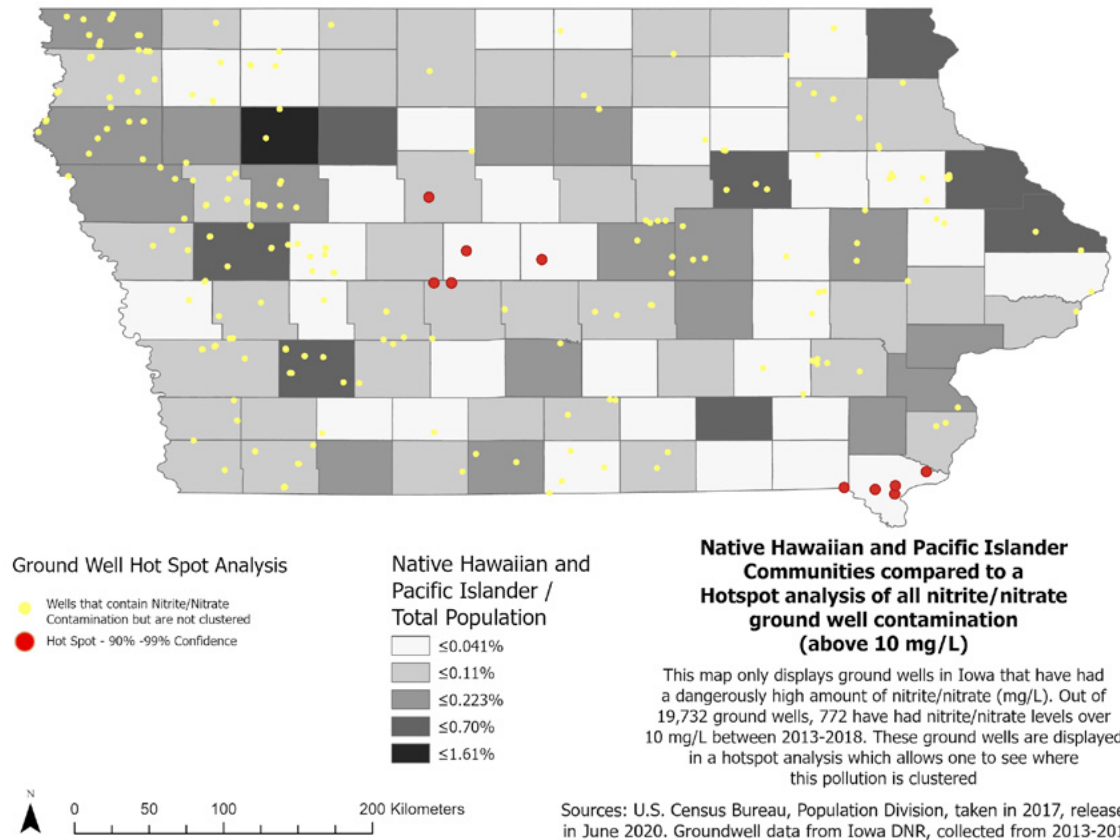 Ground Well Hot Spot Analysis
Wells that contain Nitrite/Nitrate
Contamination but are not clustered
Hot Spot - 90% -99% Confidence
Native Hawaiian and
Pacific Islander /
Total Population
≤0.041%
≤0.11%
≤0.223%
≤0.70%
≤1.61%
Native Hawaiian and Pacific Islander
Communities compared to a
Hotspot analysis of all nitrite/nitrate
ground well contamination
(above 10 mg/L)
This map only displays ground wells in Iowa that have had
a dangerously high amount of nitrite/nitrate (mg/L). Out of
19,732 ground wells, 772 have had nitrite/nitrate levels over
10 mg/L between 2013-2018. These ground wells are displayed
in a hotspot analysis which allows one to see where
this pollution is clustered
N
0 50 100 200 Kilometers
Sources: U.S. Census Bureau, Population Division, taken in 2017, release
in June 2020. Groundwell data from Iowa DNR, collected from 2013-201